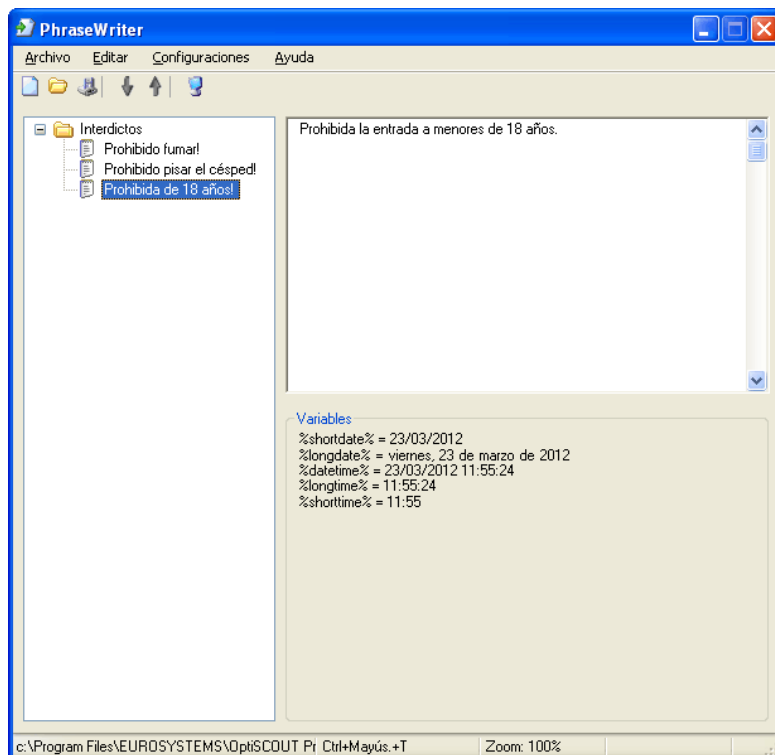 PhraseWriter
Archivo Editar Configuraciones Ayuda
Interdictos
Prohibido fumar!
Prohibido pisar el césped!
Prohibida de 18 años!
Prohibida la entrada a menores de 18 años.
Variables
%shortdate% = 23/03/2012
%longdate% = viernes, 23 de marzo de 2012
%datetime% = 23/03/2012 11:55:24
%longtime% = 11:55:24
%shorttime% = 11:55
c:\Program Files\EUROSYSTEMS\OptiSCOUT Pr Ctrl+Mayús.+T Zoom: 100%